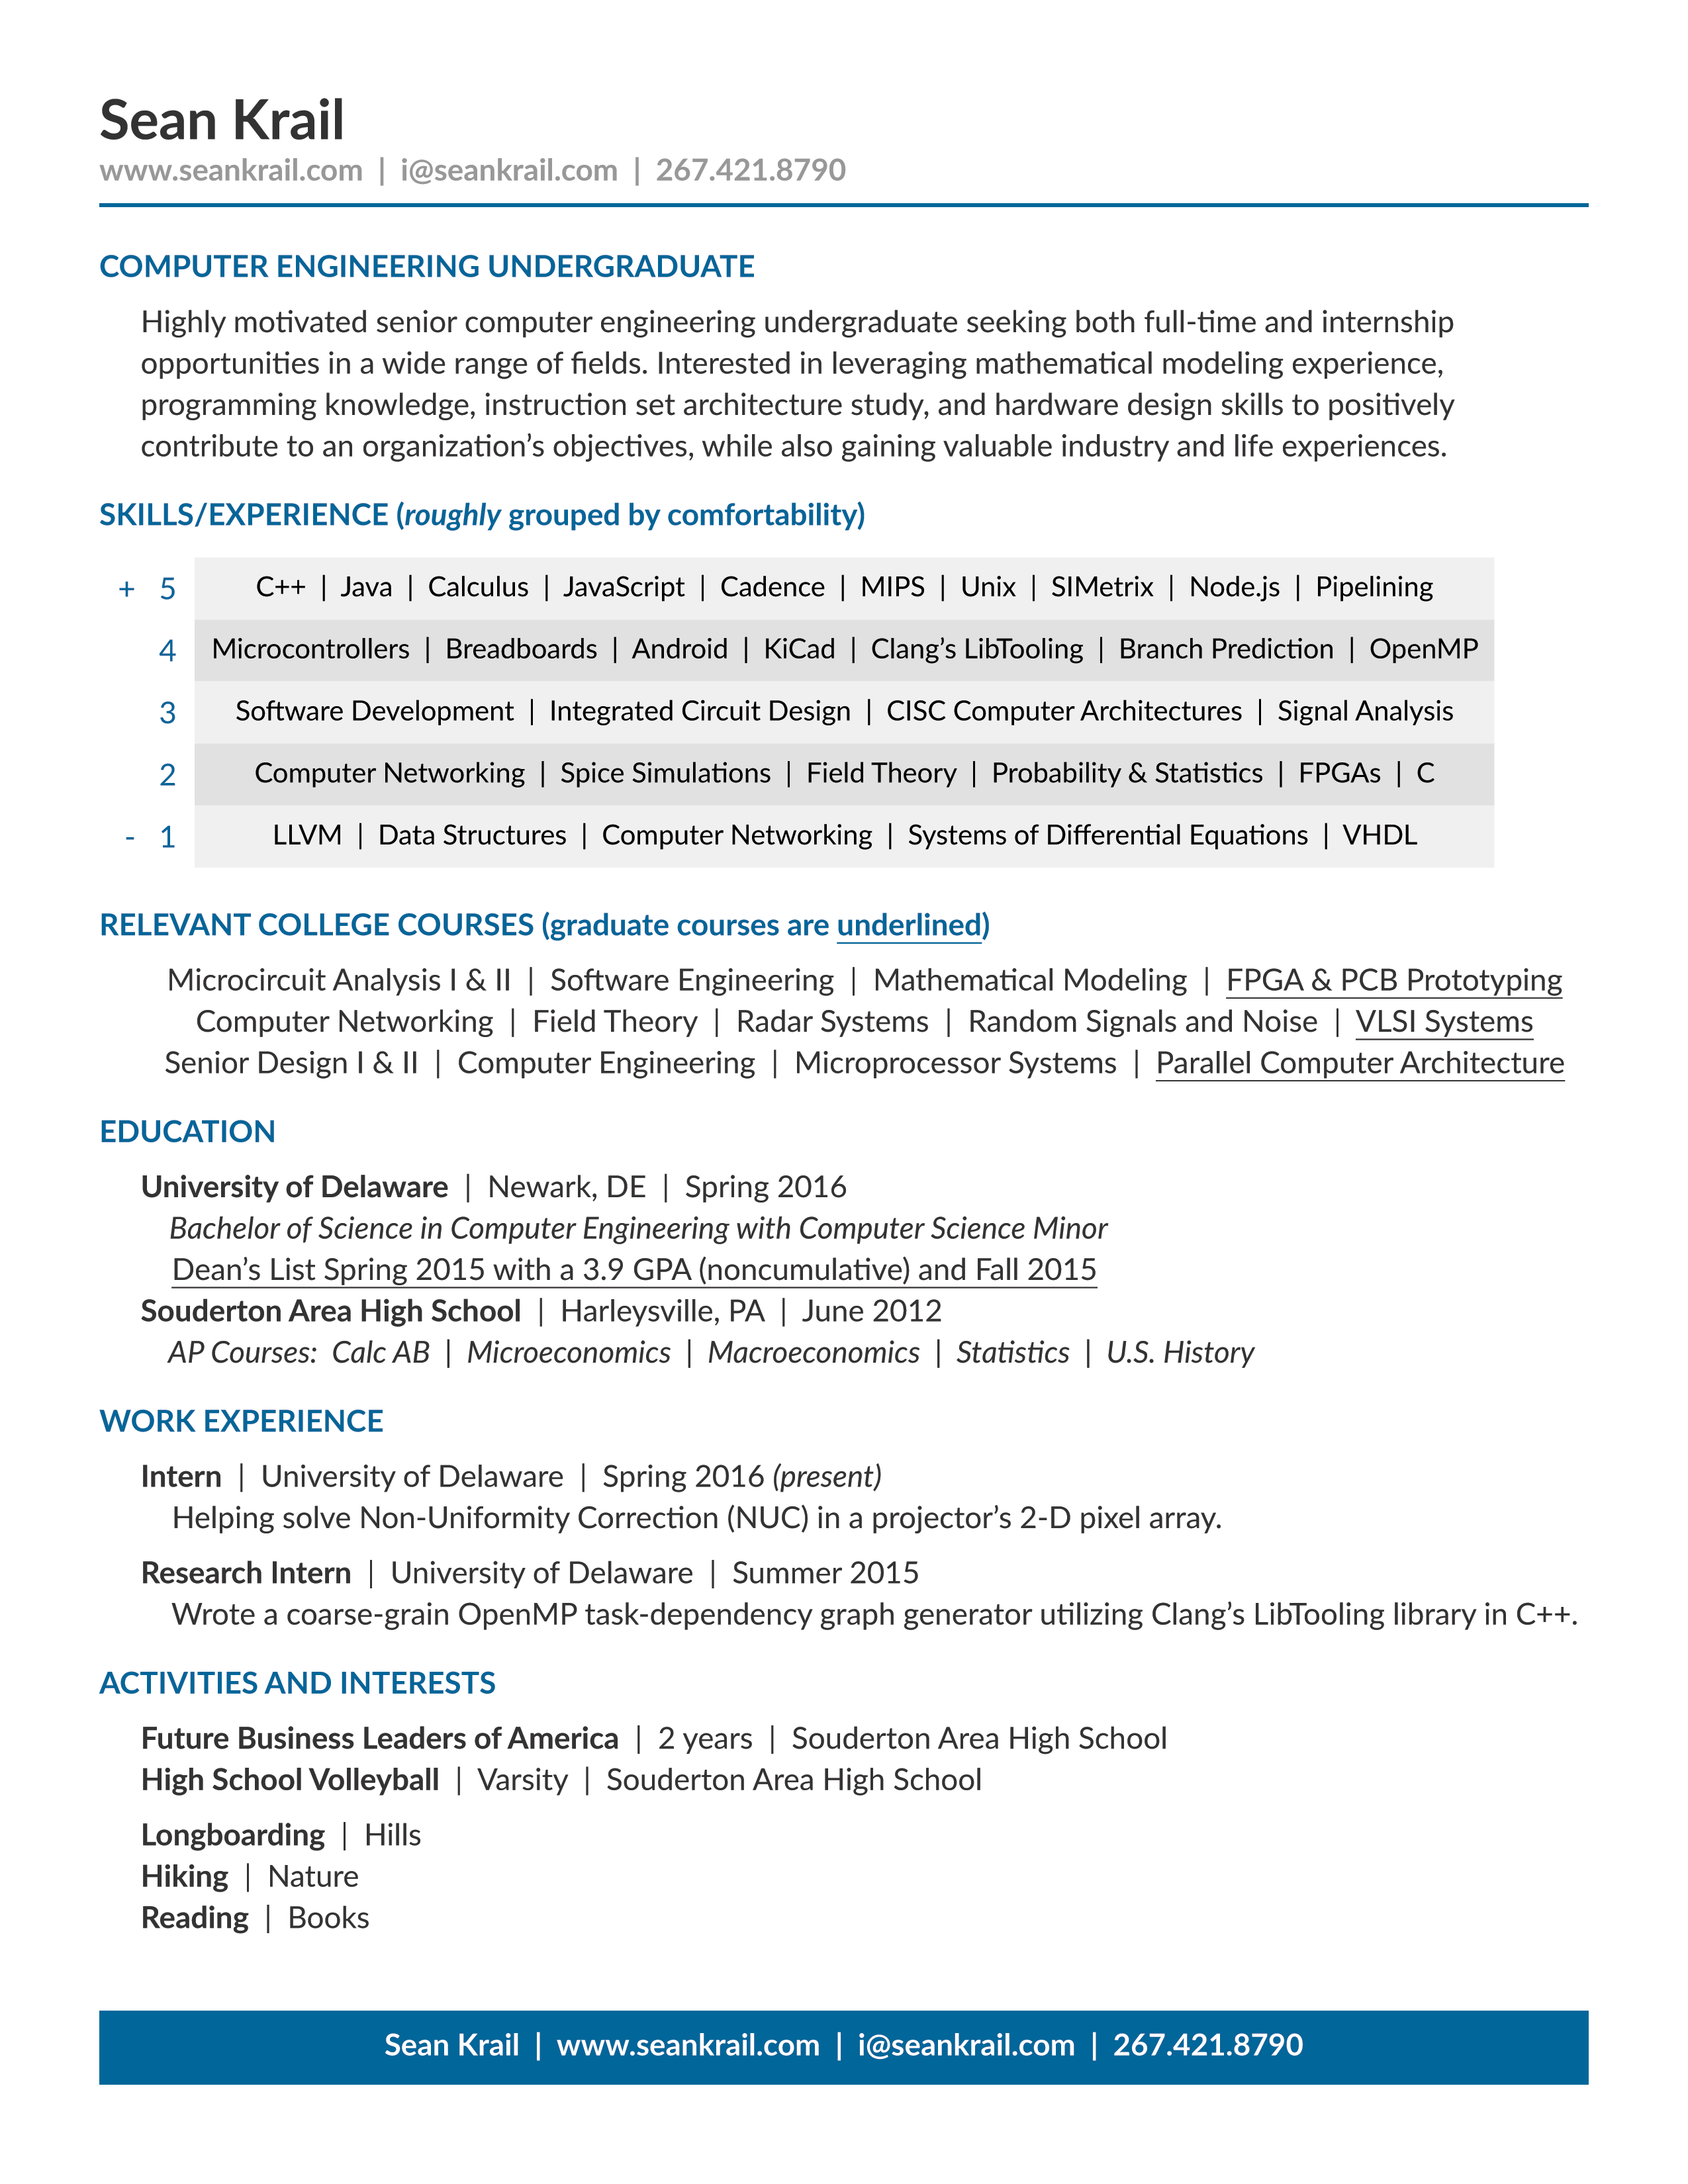 Sean Krail
www.seankrail.com | i@seankrail.com | 267.421.8790
COMPUTER ENGINEERING UNDERGRADUATE
Highly motivated senior computer engineering undergraduate seeking both full-time and internship
opportunities in a wide range of fields. Interested in leveraging mathematical modeling experience,
programming knowledge, instruction set architecture study, and hardware design skills to positively
contribute to an organization’s objectives, while also gaining valuable industry and life experiences.
SKILLS/EXPERIENCE (roughly grouped by comfortability)
+ 5 C++ | Java | Calculus | JavaScript | Cadence | MIPS | Unix | SIMetrix | Node.js | Pipelining
4 Microcontrollers | Breadboards | Android | KiCad | Clang’s LibTooling | Branch Prediction | OpenMP
3 Software Development | Integrated Circuit Design | CISC Computer Architectures | Signal Analysis
2 Computer Networking | Spice Simulations | Field Theory | Probability & Statistics | FPGAs | C
- 1 LLVM | Data Structures | Computer Networking | Systems of Differential Equations | VHDL
RELEVANT COLLEGE COURSES (graduate courses are underlined)
Microcircuit Analysis I & II | Software Engineering | Mathematical Modeling | FPGA & PCB Prototyping
Computer Networking | Field Theory | Radar Systems | Random Signals and Noise | VLSI Systems
Senior Design I & II | Computer Engineering | Microprocessor Systems | Parallel Computer Architecture
EDUCATION
University of Delaware | Newark, DE | Spring 2016
Bachelor of Science in Computer Engineering with Computer Science Minor
Dean’s List Spring 2015 with a 3.9 GPA (noncumulative) and Fall 2015
Souderton Area High School | Harleysville, PA | June 2012
AP Courses: Calc AB | Microeconomics | Macroeconomics | Statistics | U.S. History
WORK EXPERIENCE
Intern | University of Delaware | Spring 2016 (present)
Helping solve Non-Uniformity Correction (NUC) in a projector’s 2-D pixel array.
Research Intern | University of Delaware | Summer 2015
Wrote a coarse-grain OpenMP task-dependency graph generator utilizing Clang’s LibTooling library in C++.
ACTIVITIES AND INTERESTS
Future Business Leaders of America | 2 years | Souderton Area High School
High School Volleyball | Varsity | Souderton Area High School
Longboarding | Hills
Hiking | Nature
Reading | Books
Sean Krail | www.seankrail.com | i@seankrail.com | 267.421.8790